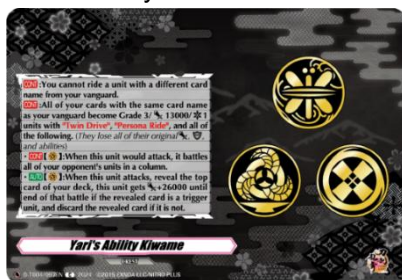 CONT:You cannot ride a unit with a different card
name from your vanguard.
CONT:All of your cards with the same card name
as your vanguard become Grade 3/ 13000/ 1
units with "Twin Drive", "Persona Ride", and all of
the following. (They lose all of their original ,
and abilities)
• CONT【】:When this would attack, it battles
all of your opponent's units in a column.
• AUTO【】:When this unit attacks, reveal the top
card of your deck, this unit gets +26000 until
end of that battle if the revealed card is a trigger
unit, and discard the revealed card if it is not.
Yari's Ability Kiwame